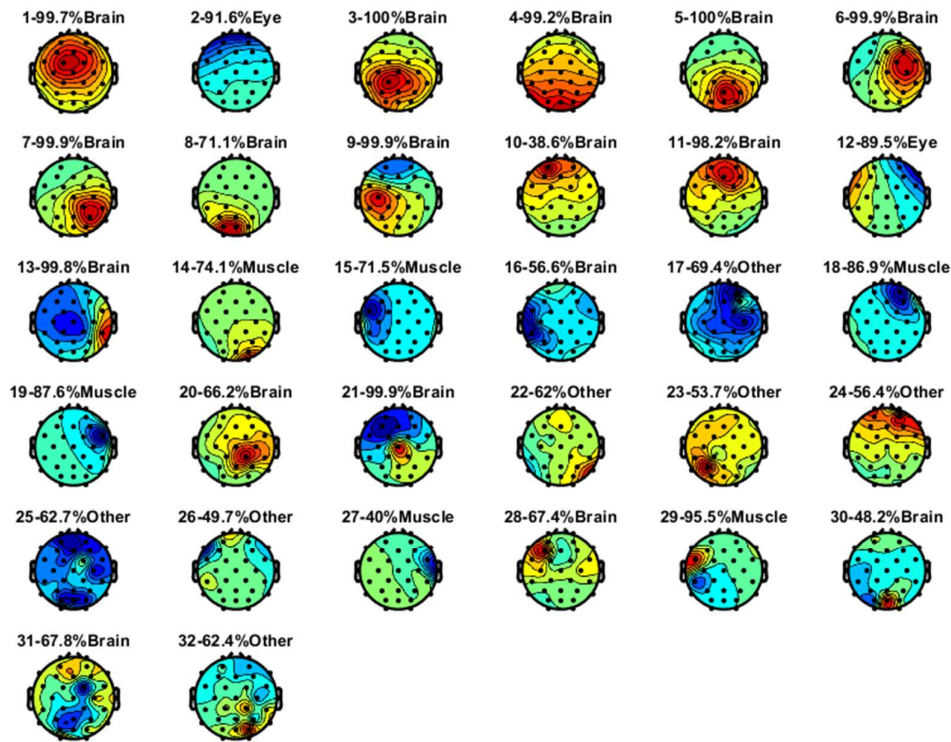 1-99.7%Brain 2-91.6%Eye 3-100%Brain 4-99.2%Brain 5-100%Brain 6-99.9%Brain
7-99.9%Brain 8-71.1%Brain 9-99.9%Brain 10-38.6%Brain 11-98.2%Brain 12-89.5%Eye
13-99.8%Brain 14-74.1%Muscle 15-71.5%Muscle 16-56.6%Brain 17-69.4%Other 18-86.9%Muscle
19-87.6%Muscle 20-66.2%Brain 21-99.9%Brain 22-62%Other 23-53.7%Other 24-56.4%Other
25-62.7%Other 26-49.7%Other 27-40%Muscle 28-67.4%Brain 29-95.5%Muscle 30-48.2%Brain
31-67.8%Brain 32-62.4%Other